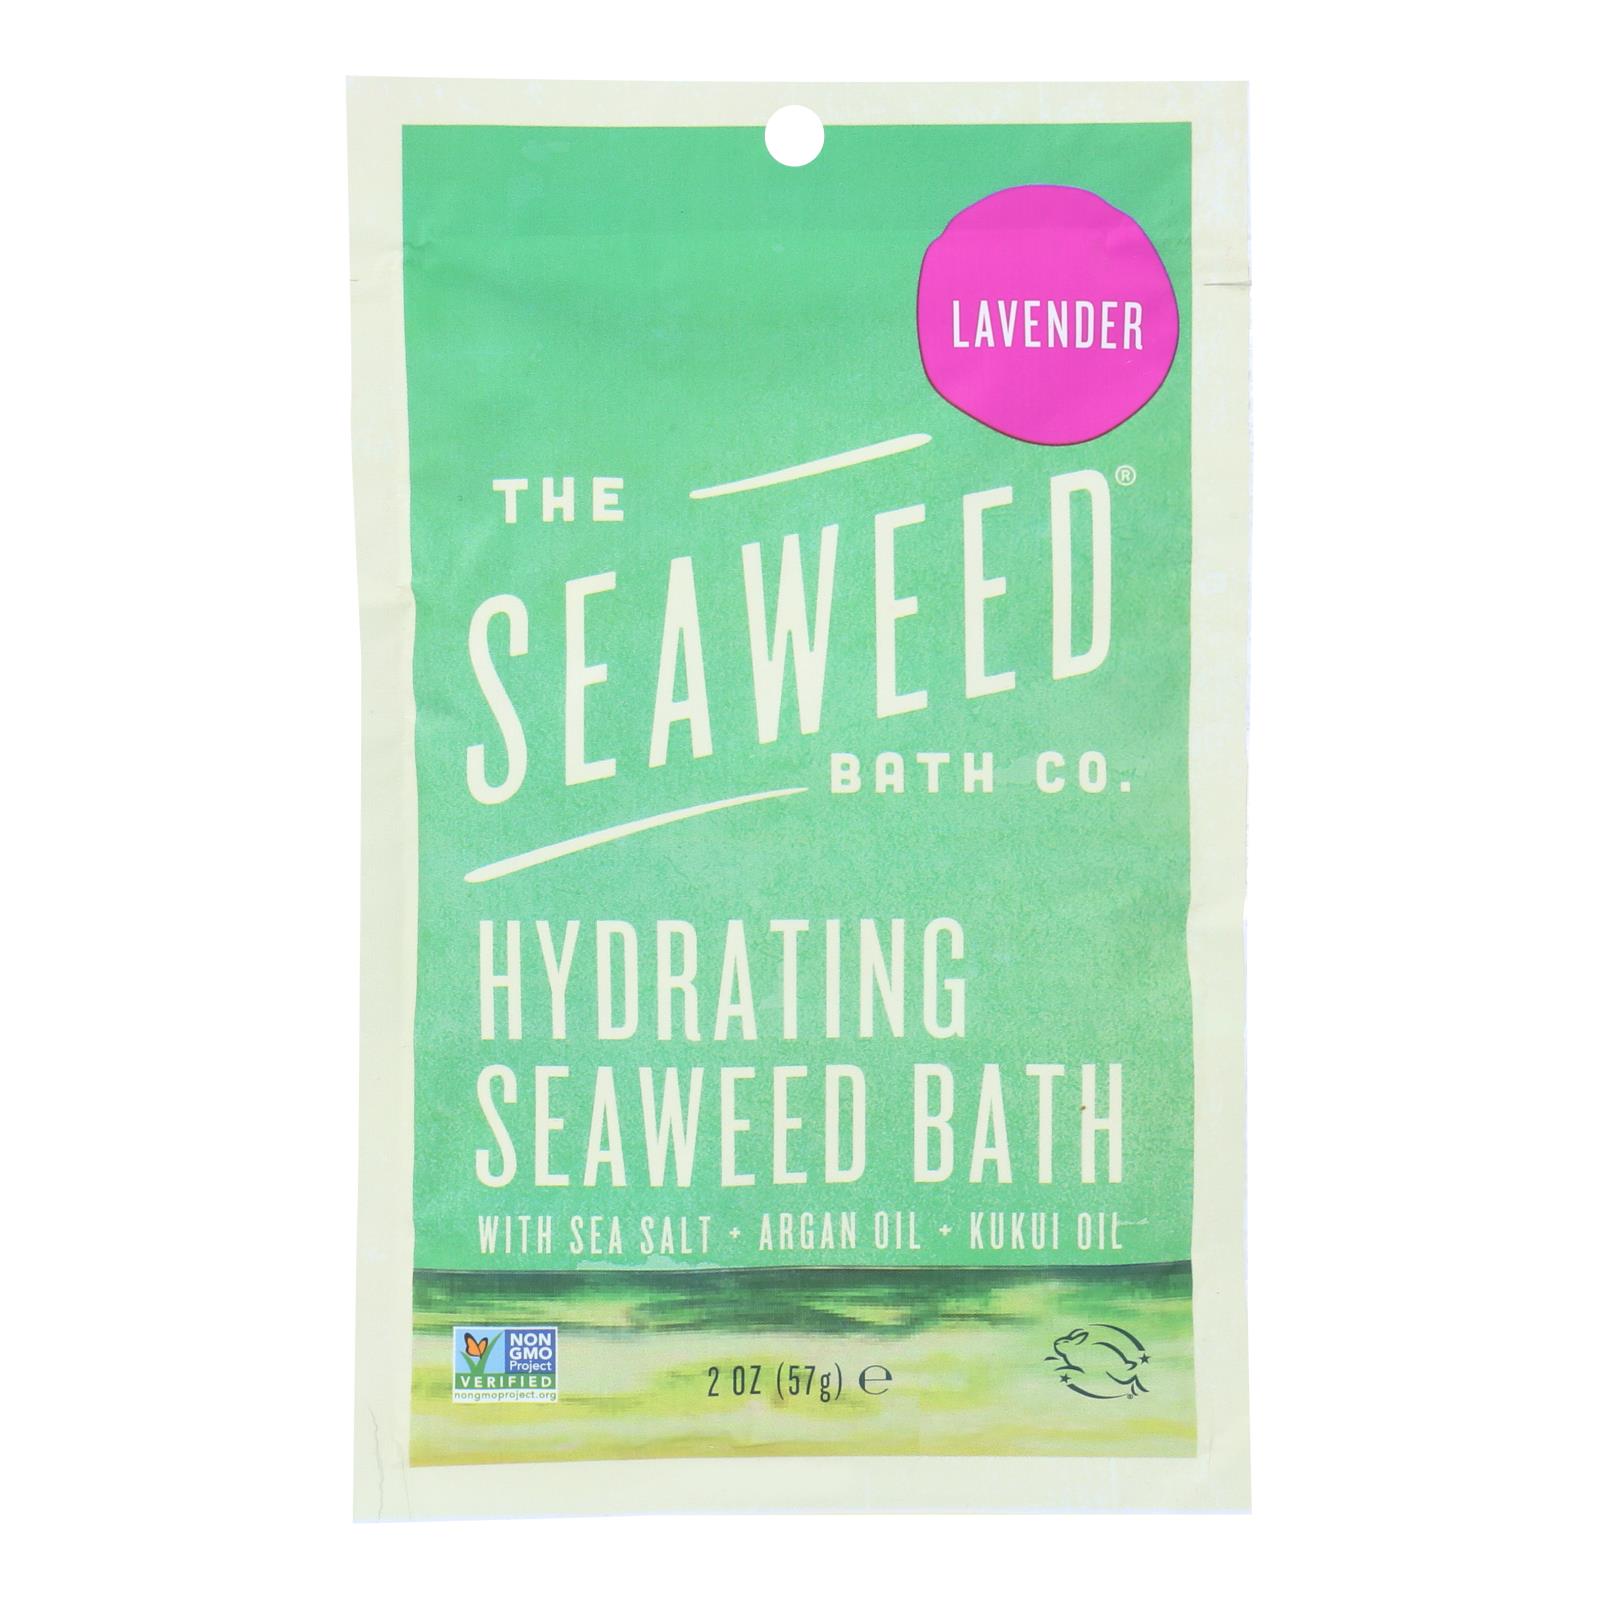 LAVENDER
THE
SEAWEED®
BATH CO.
HYDRATING
SEAWEED BATH
WITH SEA SALT + ARGAN OIL + KUKUI OIL
NON
GMO
Project
VERIFIED
nongmoproject.org
2 OZ (57g) ℮